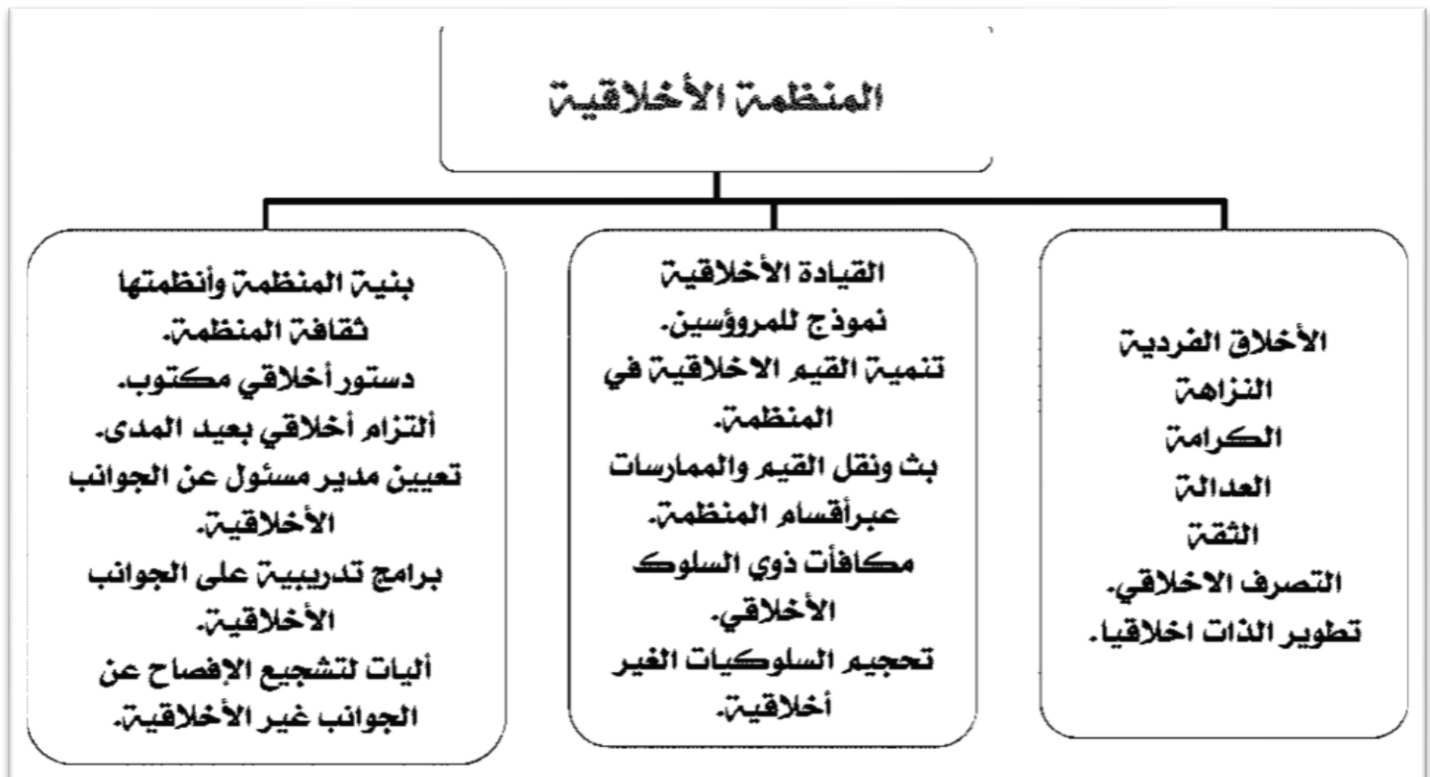 المنظمة الأخلاقية
الأخلاق الفردية
النزاهة
الكرامة
العدالة
الثقة
التصرف الاخلاقي.
تطوير الذات اخلاقيا.
القيادة الأخلاقية
نموذج للمروؤسين.
تنمية القيم الاخلاقية في
المنظمة.
بث ونقل القيم والممارسات
عبرأقسام المنظمة.
مكافأت ذوي السلوك
الأخلاقي.
تحجيم السلوكيات الغير
أخلاقية.
بنية المنظمة وأنظمتها
ثقافة المنظمة.
دستور أخلاقي مكتوب.
ألتزام أخلاقي بعيد المدى.
تعيين مدير مسئول عن الجوانب
الأخلاقية.
برامج تدريبية على الجوانب
الأخلاقية.
أليات لتشجيع الإفصاح عن
الجوانب غير الأخلاقية.